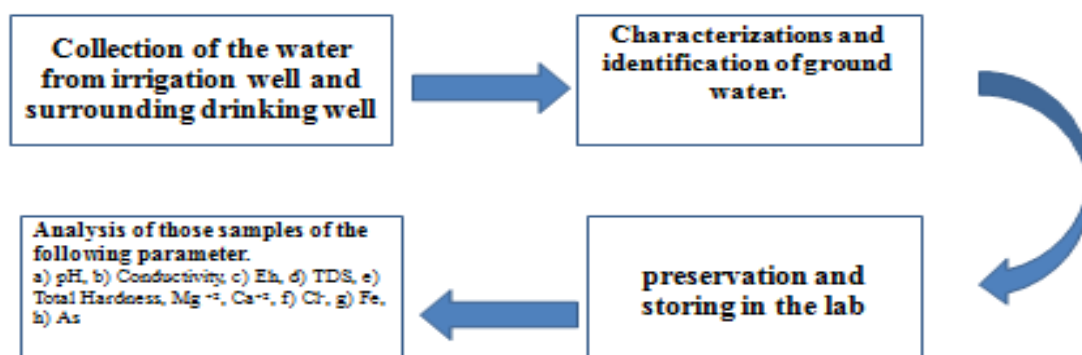 Collection of the water
from irrigation well and
surrounding drinking well
Characterizations and
identification of ground
water.
preservation and
storing in the lab
Analysis of those samples of the
following parameter.
a) pH, b) Conductivity, c) Eh, d) TDS, e)
Total Hardness, Mg⁺², Ca⁺², f) Cl⁻, g) Fe,
h) As